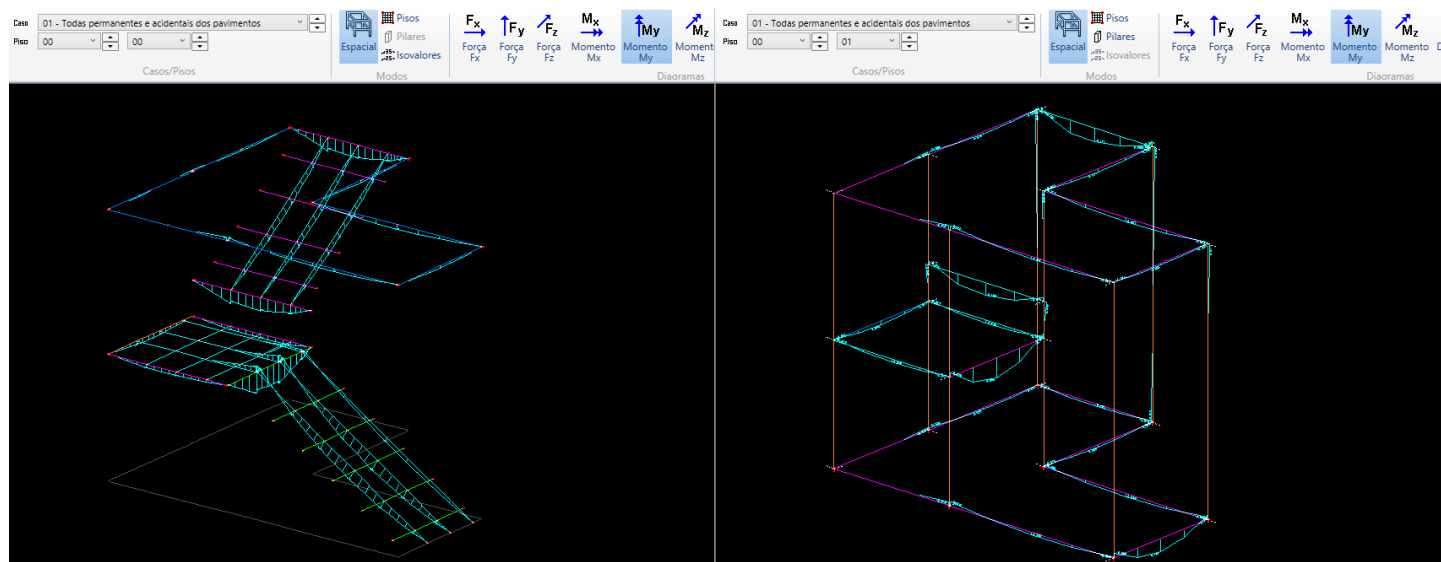 Caso 01 - Todas permanentes e acidentais dos pavimentos
Piso 00 00
Casos/Pisos
Espacial
Pisos
Pilares
Isovalores
Modos
Fx Força Fx
Fy Força Fy
Fz Força Fz
Mx Momento Mx
My Momento My
Mz Moment Mz
Diagramas
Caso 01 - Todas permanentes e acidentais dos pavimentos
Piso 00 01
Casos/Pisos
Espacial
Pisos
Pilares
Isovalores
Modos
Fx Força Fx
Fy Força Fy
Fz Força Fz
Mx Momento Mx
My Momento My
Mz Momento Mz
Diagramas